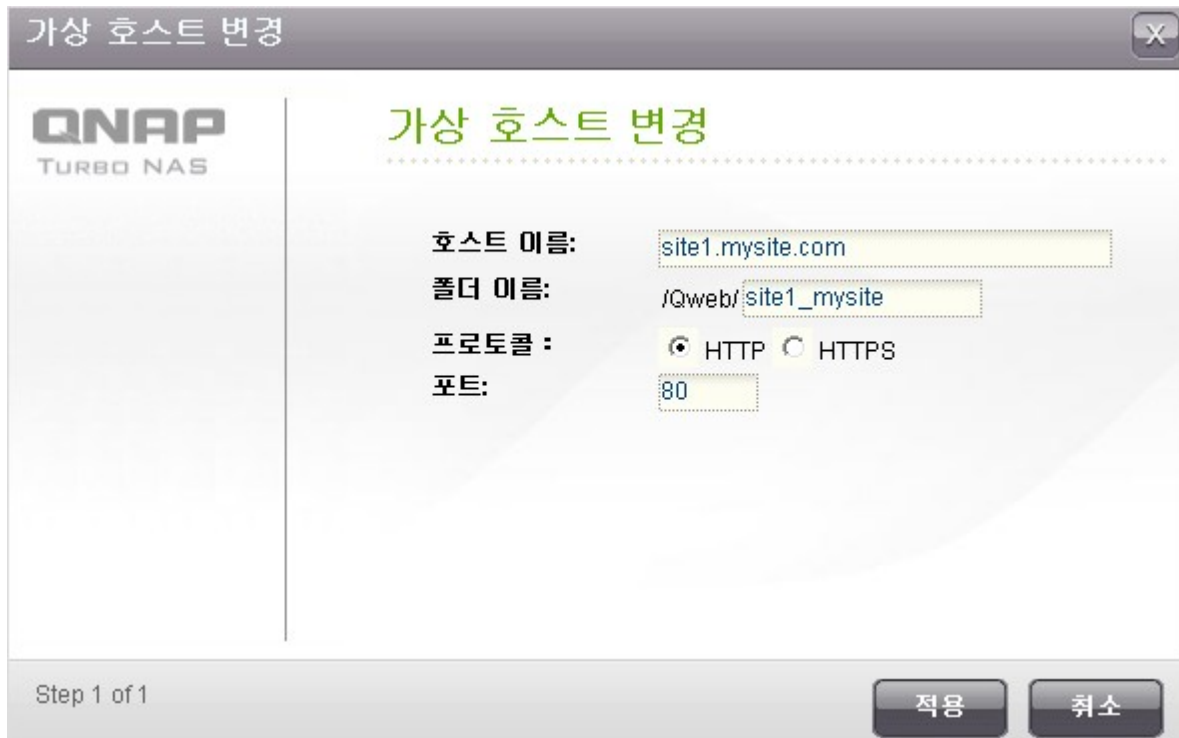 가상 호스트 변경
X
QNAP
TURBO NAS
가상 호스트 변경
호스트 이름: site1.mysite.com
폴더 이름: /Qweb/ site1_mysite
프로토콜 : HTTP HTTPS
포트: 80
Step 1 of 1
적용 취소